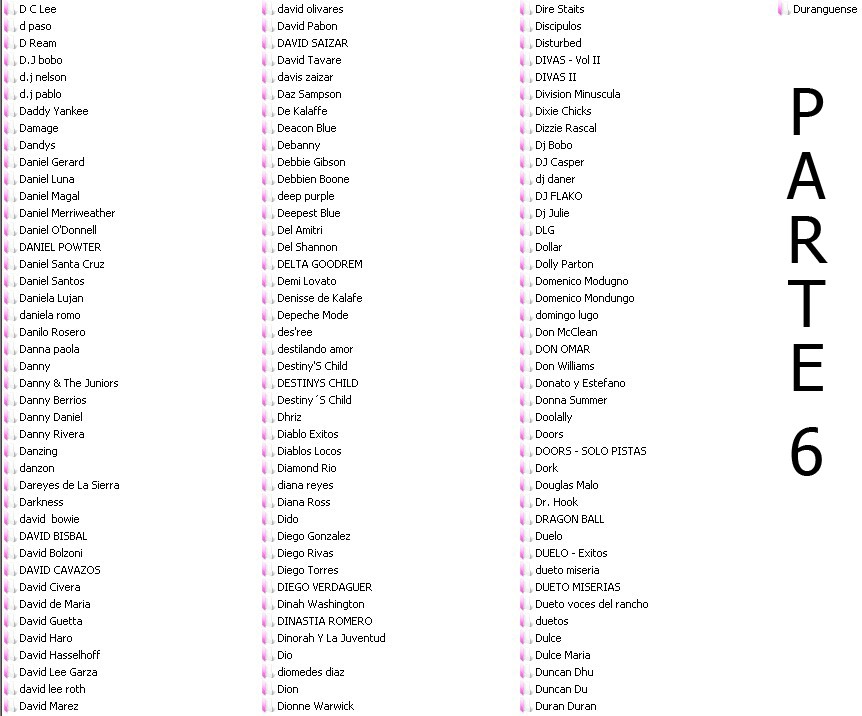 D C Lee
d paso
D Ream
D.J bobo
d.j nelson
d.j pablo
Daddy Yankee
Damage
Dandys
Daniel Gerard
Daniel Luna
Daniel Magal
Daniel Merriweather
Daniel O'Donnell
DANIEL POWTER
Daniel Santa Cruz
Daniel Santos
Daniela Lujan
daniela romo
Danilo Rosero
Danna paola
Danny
Danny & The Juniors
Danny Berrios
Danny Daniel
Danny Rivera
Danzing
danzon
Dareyes de La Sierra
Darkness
david  bowie
DAVID BISBAL
David Bolzoni
DAVID CAVAZOS
David Civera
David de Maria
David Guetta
David Haro
David Hasselhoff
David Lee Garza
david lee roth
David Marez
david olivares
David Pabon
DAVID SAIZAR
David Tavare
davis zaizar
Daz Sampson
De Kalaffe
Deacon Blue
Debanny
Debbie Gibson
Debbien Boone
deep purple
Deepest Blue
Del Amitri
Del Shannon
DELTA GOODREM
Demi Lovato
Denisse de Kalafe
Depeche Mode
des'ree
destilando amor
Destiny'S Child
DESTINYS CHILD
Destiny´S Child
Dhriz
Diablo Exitos
Diablos Locos
Diamond Rio
diana reyes
Diana Ross
Dido
Diego Gonzalez
Diego Rivas
Diego Torres
DIEGO VERDAGUER
Dinah Washington
DINASTIA ROMERO
Dinorah Y La Juventud
Dio
diomedes diaz
Dion
Dionne Warwick
Dire Staits
Discipulos
Disturbed
DIVAS - Vol II
DIVAS II
Division Minuscula
Dixie Chicks
Dizzie Rascal
Dj Bobo
DJ Casper
dj daner
DJ FLAKO
Dj Julie
DLG
Dollar
Dolly Parton
Domenico Modugno
Domenico Mondungo
domingo lugo
Don McClean
DON OMAR
Don Williams
Donato y Estefano
Donna Summer
Doolally
Doors
DOORS - SOLO PISTAS
Dork
Douglas Malo
Dr. Hook
DRAGON BALL
Duelo
DUELO - Exitos
dueto miseria
DUETO MISERIAS
Dueto voces del rancho
duetos
Dulce
Dulce Maria
Duncan Dhu
Duncan Du
Duran Duran
Duranguense
PARTE 6